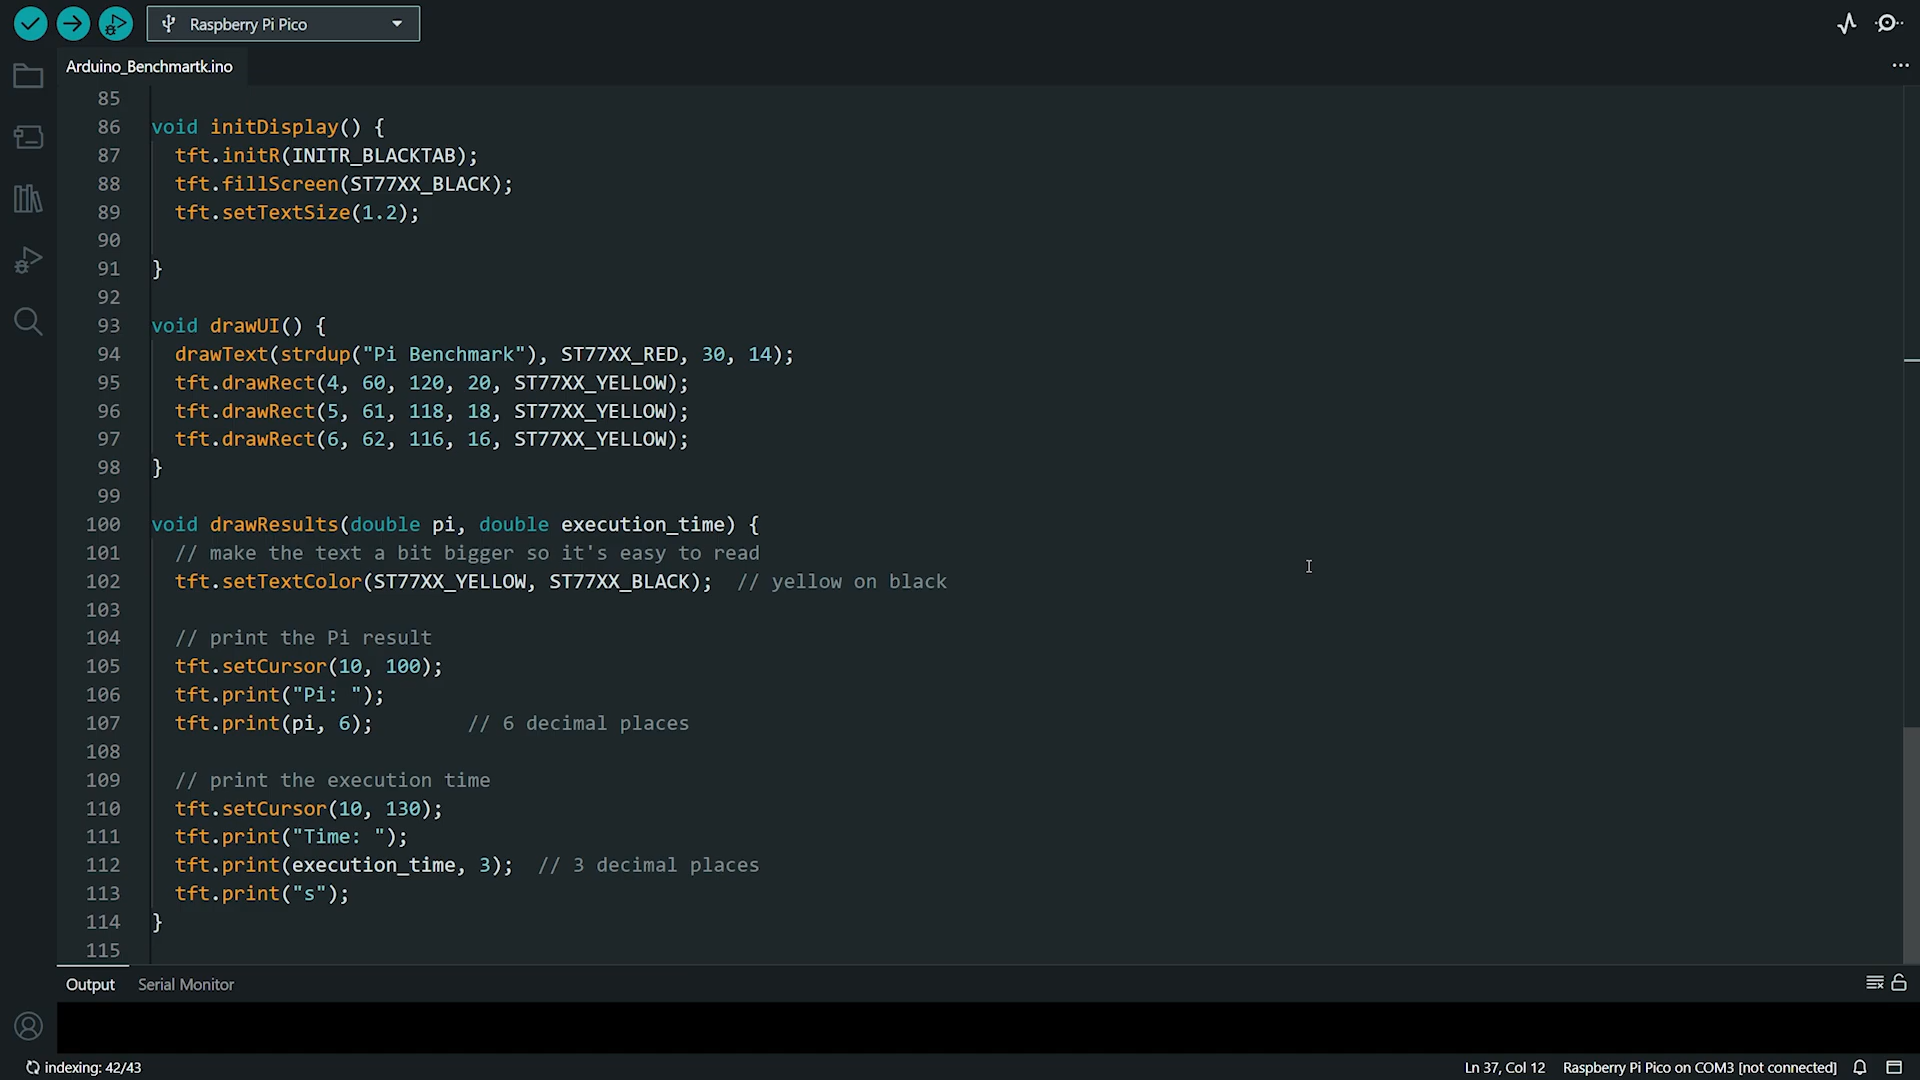 Raspberry Pi Pico
Arduino_Benchmartk.ino
85
86 void initDisplay() {
87 tft.initR(INITR_BLACKTAB);
88 tft.fillScreen(ST77XX_BLACK);
89 tft.setTextSize(1.2);
90
91 }
92
93 void drawUI() {
94 drawText(strdup("Pi Benchmark"), ST77XX_RED, 30, 14);
95 tft.drawRect(4, 60, 120, 20, ST77XX_YELLOW);
96 tft.drawRect(5, 61, 118, 18, ST77XX_YELLOW);
97 tft.drawRect(6, 62, 116, 16, ST77XX_YELLOW);
98 }
99
100 void drawResults(double pi, double execution_time) {
101 // make the text a bit bigger so it's easy to read
102 tft.setTextColor(ST77XX_YELLOW, ST77XX_BLACK); // yellow on black
103
104 // print the Pi result
105 tft.setCursor(10, 100);
106 tft.print("Pi: ");
107 tft.print(pi, 6); // 6 decimal places
108
109 // print the execution time
110 tft.setCursor(10, 130);
111 tft.print("Time: ");
112 tft.print(execution_time, 3); // 3 decimal places
113 tft.print("s");
114 }
115
Output Serial Monitor
indexing: 42/43 Ln 37, Col 12 Raspberry Pi Pico on COM3 [not connected]